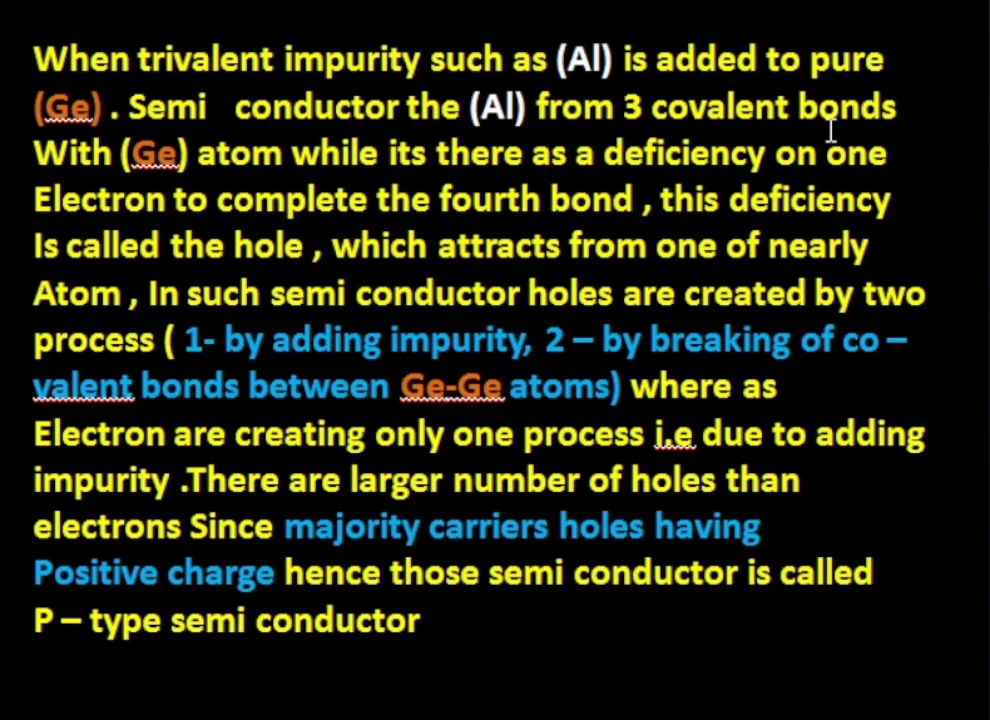 When trivalent impurity such as (Al) is added to pure
(Ge) . Semi conductor the (Al) from 3 covalent bonds
With (Ge) atom while its there as a deficiency on one
Electron to complete the fourth bond , this deficiency
Is called the hole , which attracts from one of nearly
Atom , In such semi conductor holes are created by two
process ( 1- by adding impurity, 2 – by breaking of co –
valent bonds between Ge-Ge atoms) where as
Electron are creating only one process i.e due to adding
impurity .There are larger number of holes than
electrons Since majority carriers holes having
Positive charge hence those semi conductor is called
P – type semi conductor